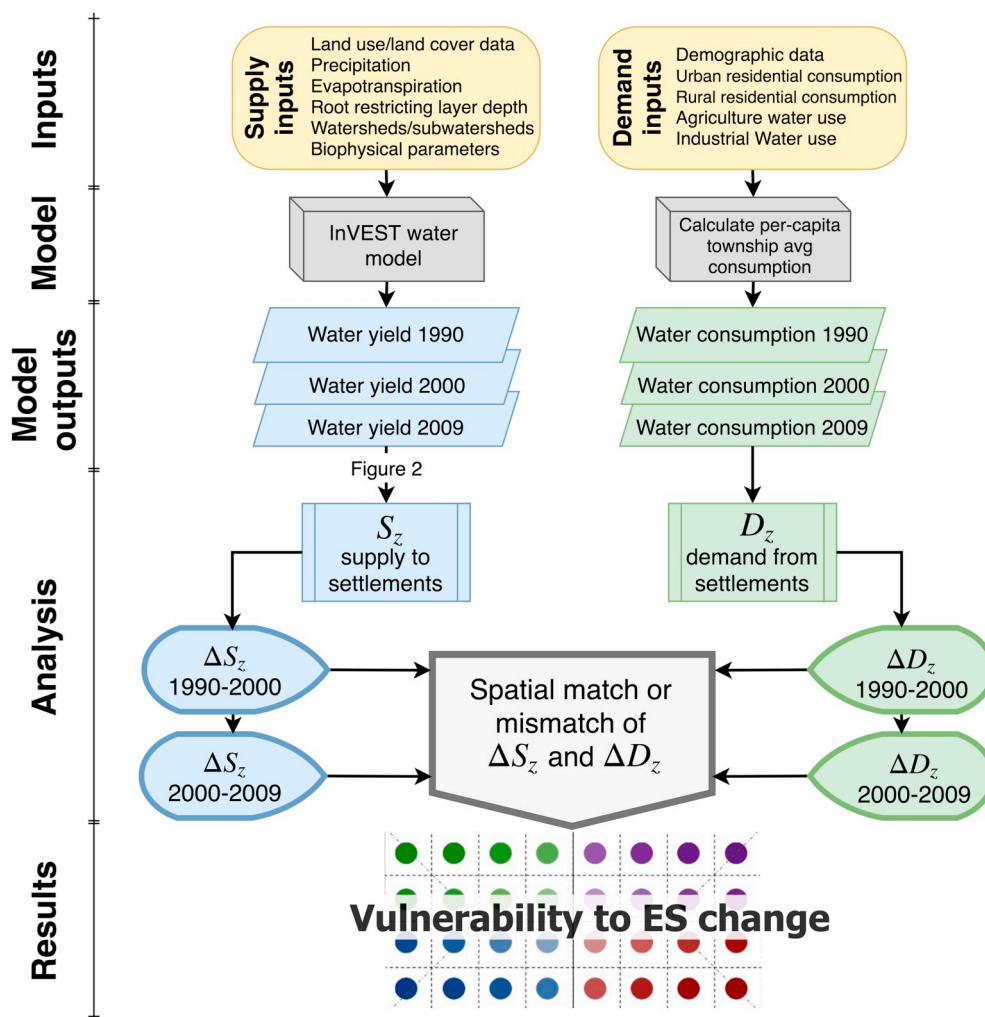 Inputs
Supply inputs
Land use/land cover data
Precipitation
Evapotranspiration
Root restricting layer depth
Watersheds/subwatersheds
Biophysical parameters
Demand inputs
Demographic data
Urban residential consumption
Rural residential consumption
Agriculture water use
Industrial Water use
Model
InVEST water
model
Calculate per-capita
township avg
consumption
Model
outputs
Water yield 1990
Water yield 2000
Water yield 2009
Water consumption 1990
Water consumption 2000
Water consumption 2009
Figure 2
Analysis
S_z
supply to
settlements
D_z
demand from
settlements
ΔS_z
1990-2000
ΔS_z
2000-2009
Spatial match or
mismatch of
ΔS_z and ΔD_z
ΔD_z
1990-2000
ΔD_z
2000-2009
Results
Vulnerability to ES change